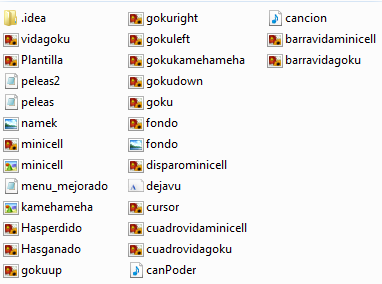 .idea
vidagoku
Plantilla
peleas2
peleas
namek
minicell
minicell
menu_mejorado
kamehameha
Hasperdido
Hasganado
gokuup
gokuright
gokuleft
gokukamehameha
gokudown
goku
fondo
fondo
disparominicell
dejavu
cursor
cuadrovidaminicell
cuadrovidagoku
canPoder
cancion
barravidaminicell
barravidagoku